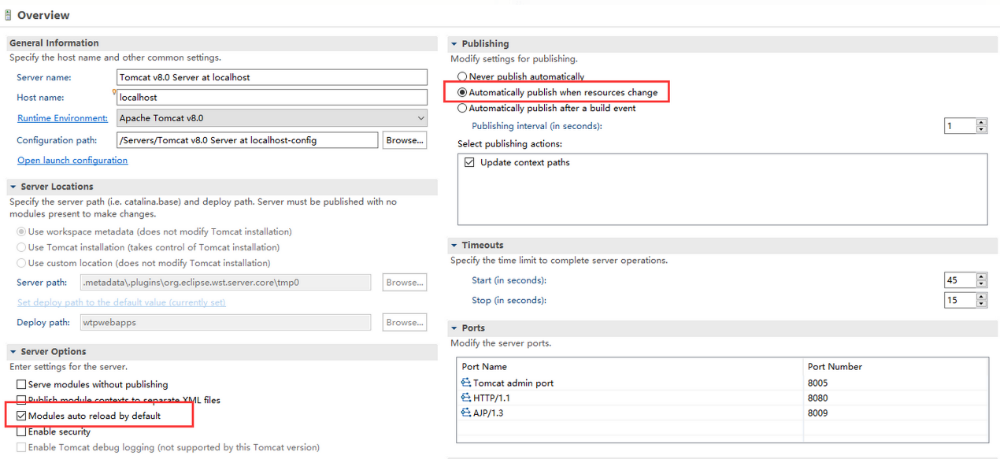 Overview
General Information
Specify the host name and other common settings.
Server name:
Tomcat v8.0 Server at localhost
Host name:
localhost
Runtime Environment:
Apache Tomcat v8.0
Configuration path:
/Servers/Tomcat v8.0 Server at localhost-config
Browse...
Open launch configuration
Server Locations
Specify the server path (i.e. catalina.base) and deploy path. Server must be published with no
modules present to make changes.
Use workspace metadata (does not modify Tomcat installation)
Use Tomcat installation (takes control of Tomcat installation)
Use custom location (does not modify Tomcat installation)
Server path:
.metadata\.plugins\org.eclipse.wst.server.core\tmp0
Browse...
Set deploy path to the default value (currently set)
Deploy path:
wtpwebapps
Browse...
Server Options
Enter settings for the server.
Serve modules without publishing
Publish module contexts to separate XML files
Modules auto reload by default
Enable security
Enable Tomcat debug logging (not supported by this Tomcat version)
Publishing
Modify settings for publishing.
Never publish automatically
Automatically publish when resources change
Automatically publish after a build event
Publishing interval (in seconds):
1
Select publishing actions:
Update context paths
Timeouts
Specify the time limit to complete server operations.
Start (in seconds):
45
Stop (in seconds):
15
Ports
Modify the server ports.
Port Name
Port Number
Tomcat admin port
8005
HTTP/1.1
8080
AJP/1.3
8009